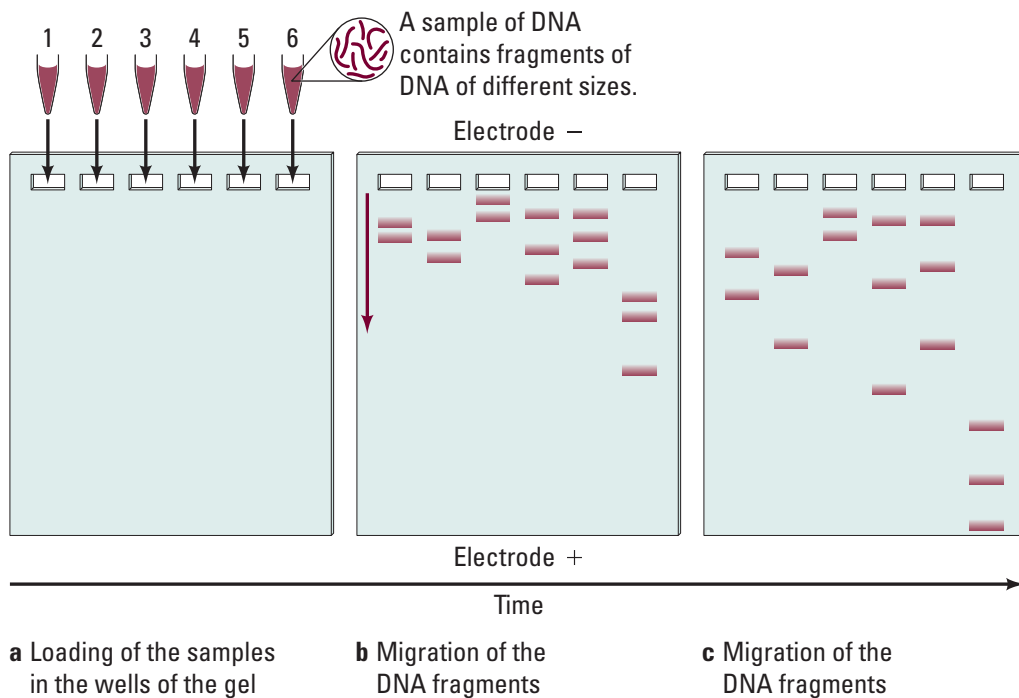 1 2 3 4 5 6
A sample of DNA
contains fragments of
DNA of different sizes.
Electrode −
Electrode +
Time
a Loading of the samples
in the wells of the gel
b Migration of the
DNA fragments
c Migration of the
DNA fragments